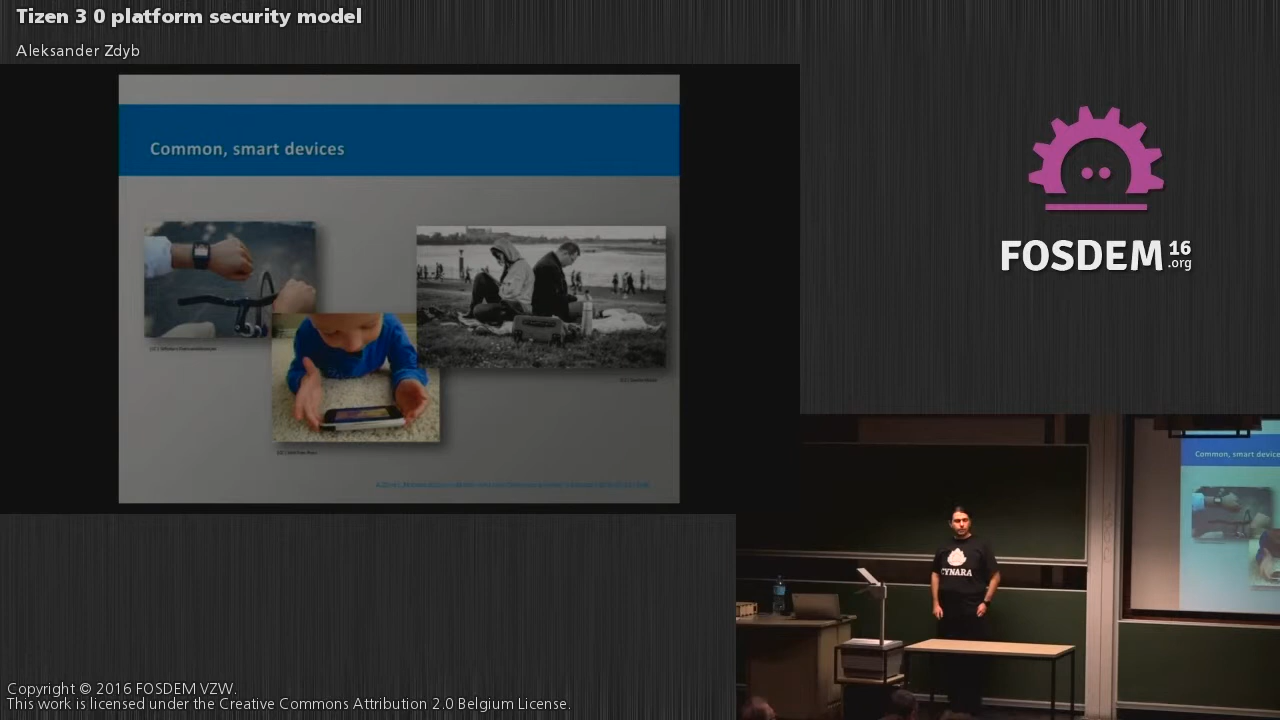 Tizen 3 0 platform security model
Aleksander Zdyb
Common, smart devices
FOSDEM 16
.org
Common, smart device
CYNARA
Copyright © 2016 FOSDEM VZW.
This work is licensed under the Creative Commons Attribution 2.0 Belgium License.